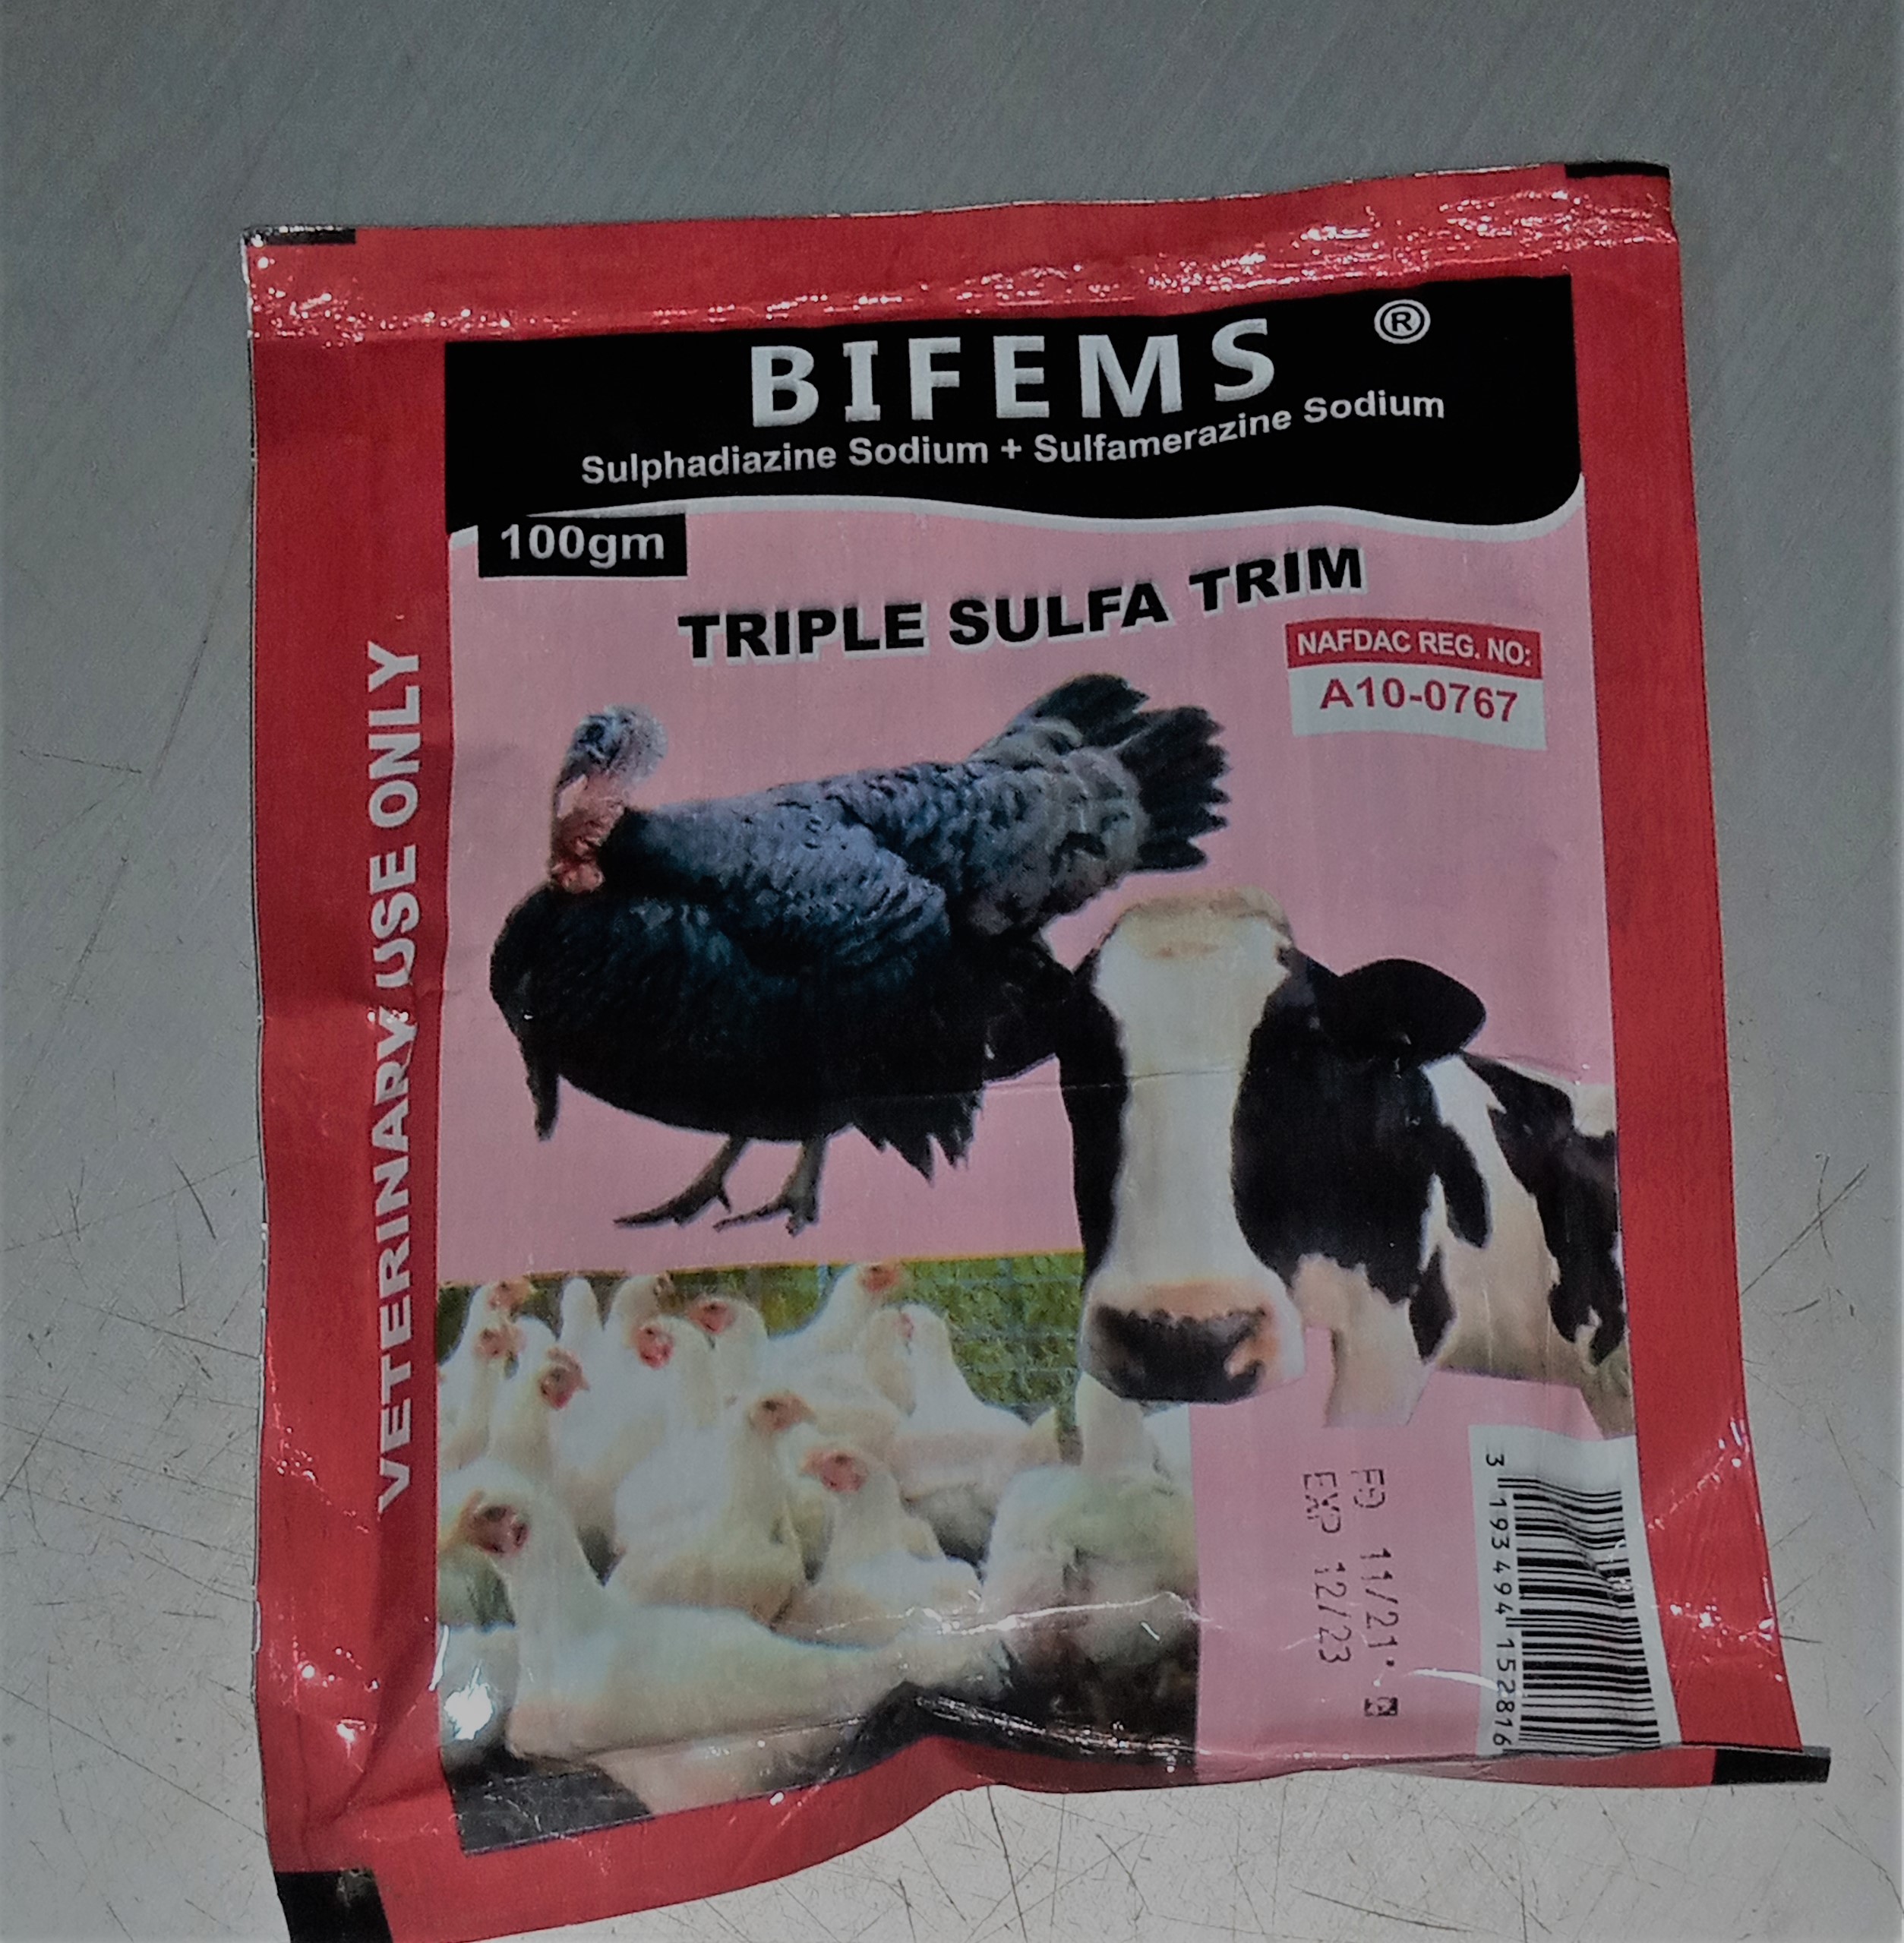 BIFEMS ®
Sulphadiazine Sodium + Sulfamerazine Sodium
100gm
TRIPLE SULFA TRIM
NAFDAC REG. NO:
A10-0767
VETERINARY USE ONLY
11/21
EXP 12/23
3 193494 152816